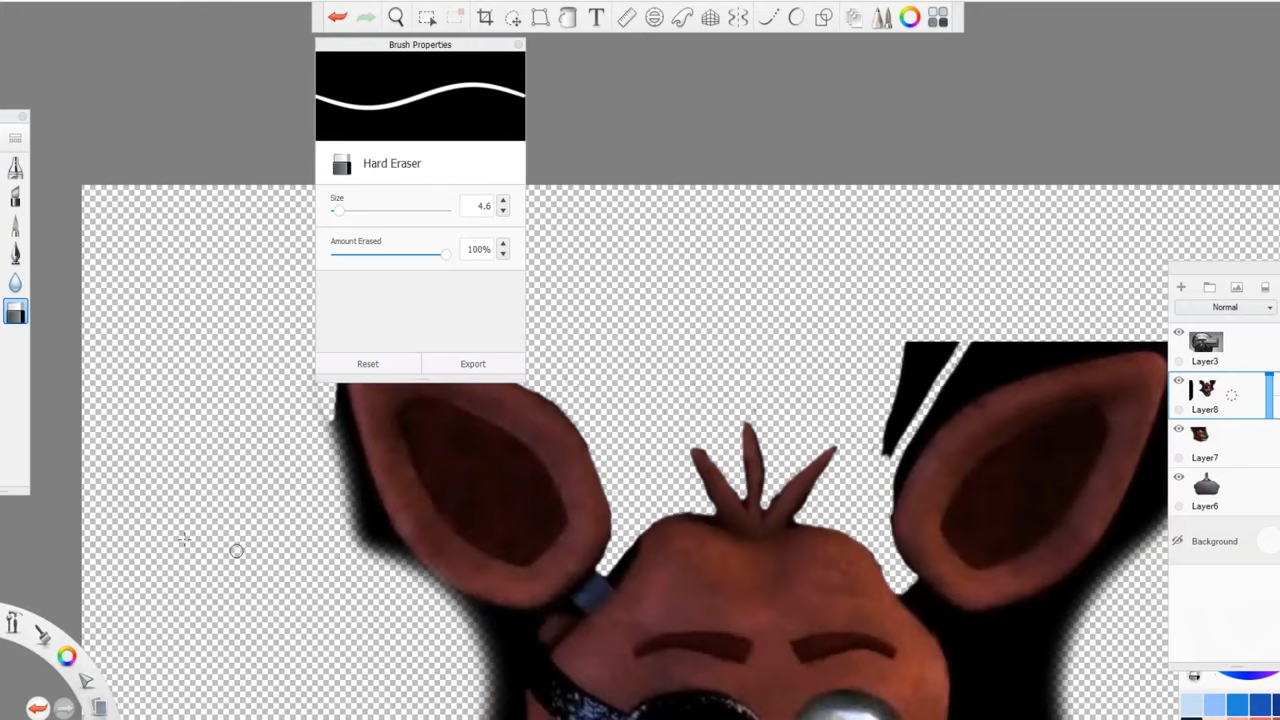 Brush Properties
Hard Eraser
Size
4.6
Amount Erased
100%
Reset
Export
Normal
Layer3
Layer8
Layer7
Layer6
Background